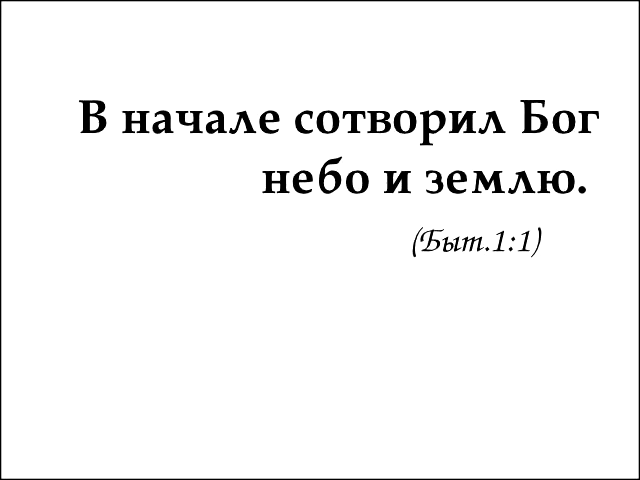 В начале сотворил Бог
небо и землю.
(Быт.1:1)